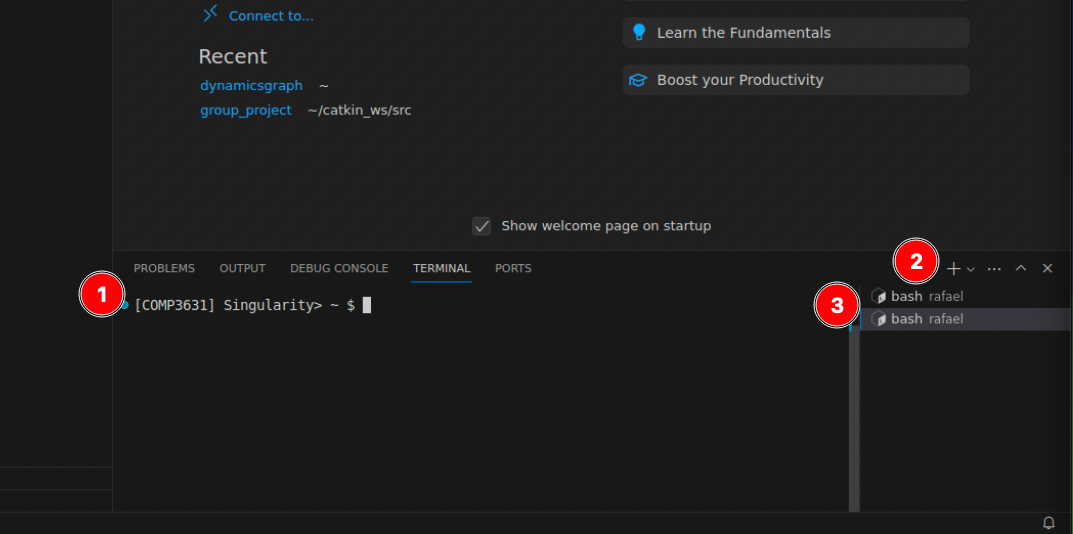 Connect to...
Learn the Fundamentals
Recent
dynamicsgraph ~
Boost your Productivity
group_project ~/catkin_ws/src
Show welcome page on startup
PROBLEMS OUTPUT DEBUG CONSOLE TERMINAL PORTS
2
1
[COMP3631] Singularity> ~ $
3
bash rafael
bash rafael